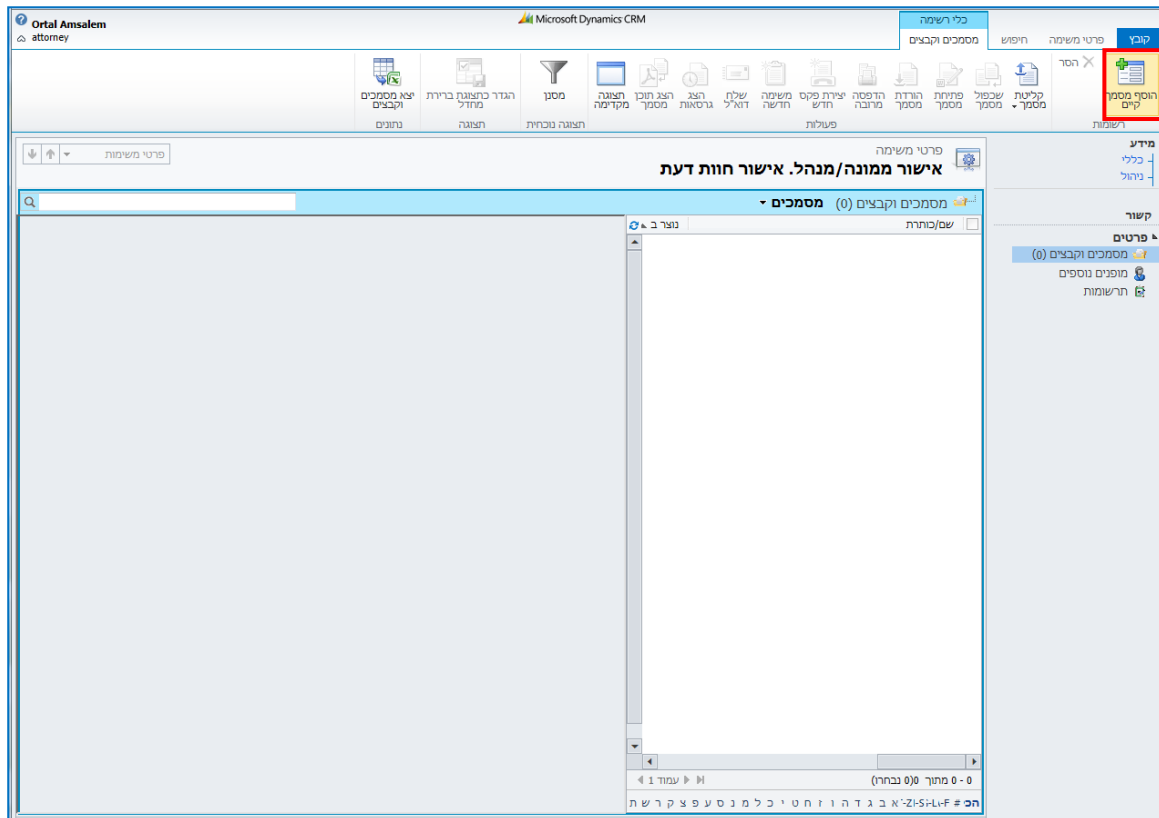 Ortal Amsalem
attorney
Microsoft Dynamics CRM
כלי רשימה
קובץ
פרטי משימה
חיפוש
מסמכים וקבצים
הוסף מסמך קיים
הסר
רשומות
קליטת מסמך
שכפול מסמך
פתיחת מסמך
הורדת מסמך
הדפסה מרובה
יצירת פקס חדש
משימה חדשה
שלח דוא"ל
הצג גרסאות
הצג תוכן מסמך
תצוגה מקדימה
פעולות
מסנן
תצוגה נוכחית
הגדר כתצוגת ברירת מחדל
תצוגה
יצא מסמכים וקבצים
נתונים
מידע
כללי
ניהול
קשור
פרטים
מסמכים וקבצים (0)
מופנים נוספים
תרשומות
פרטי משימה
אישור ממונה/מנהל. אישור חוות דעת
פרטי משימות
מסמכים וקבצים (0) מסמכים
שם/כותרת
נוצר ב
0 - 0 מתוך 0(0 נבחרו)
עמוד 1
א ב ג ד ה ו ז ח ט י כ ל מ נ ס ע פ צ ק ר ש ת